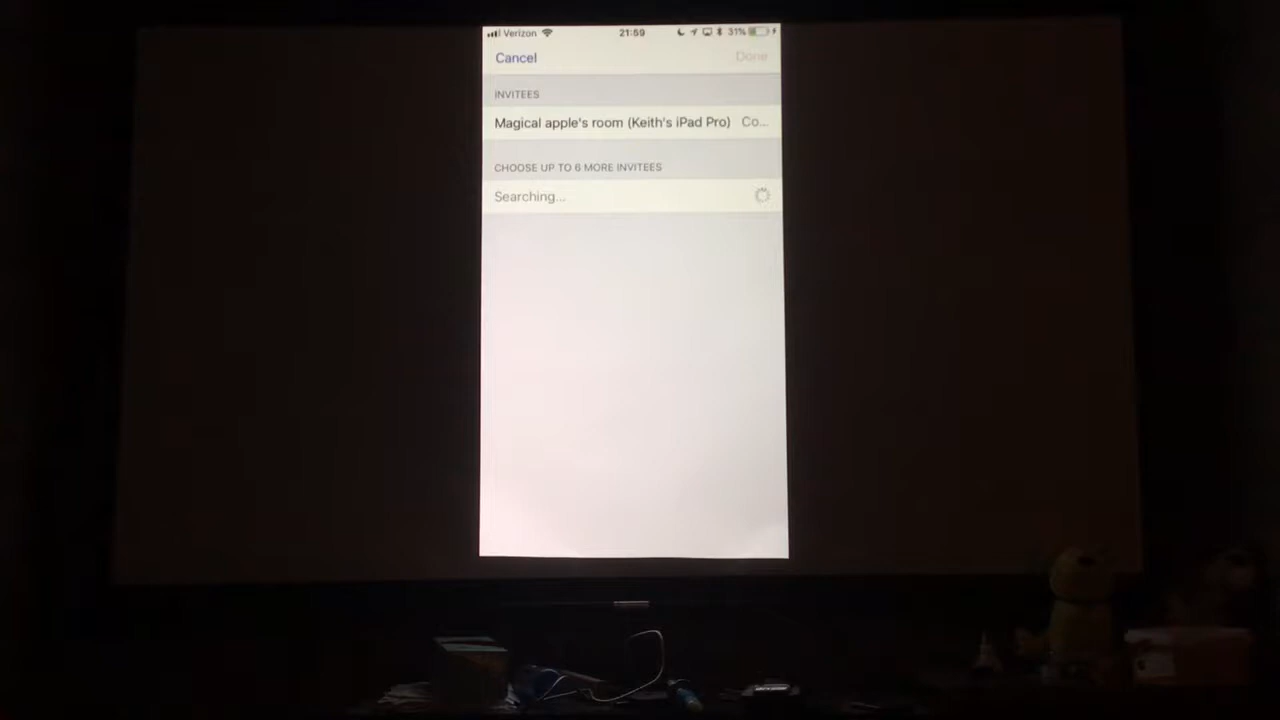 Verizon 21:59 31%
Cancel Done
INVITEES
Magical apple's room (Keith's iPad Pro) Co...
CHOOSE UP TO 6 MORE INVITEES
Searching...